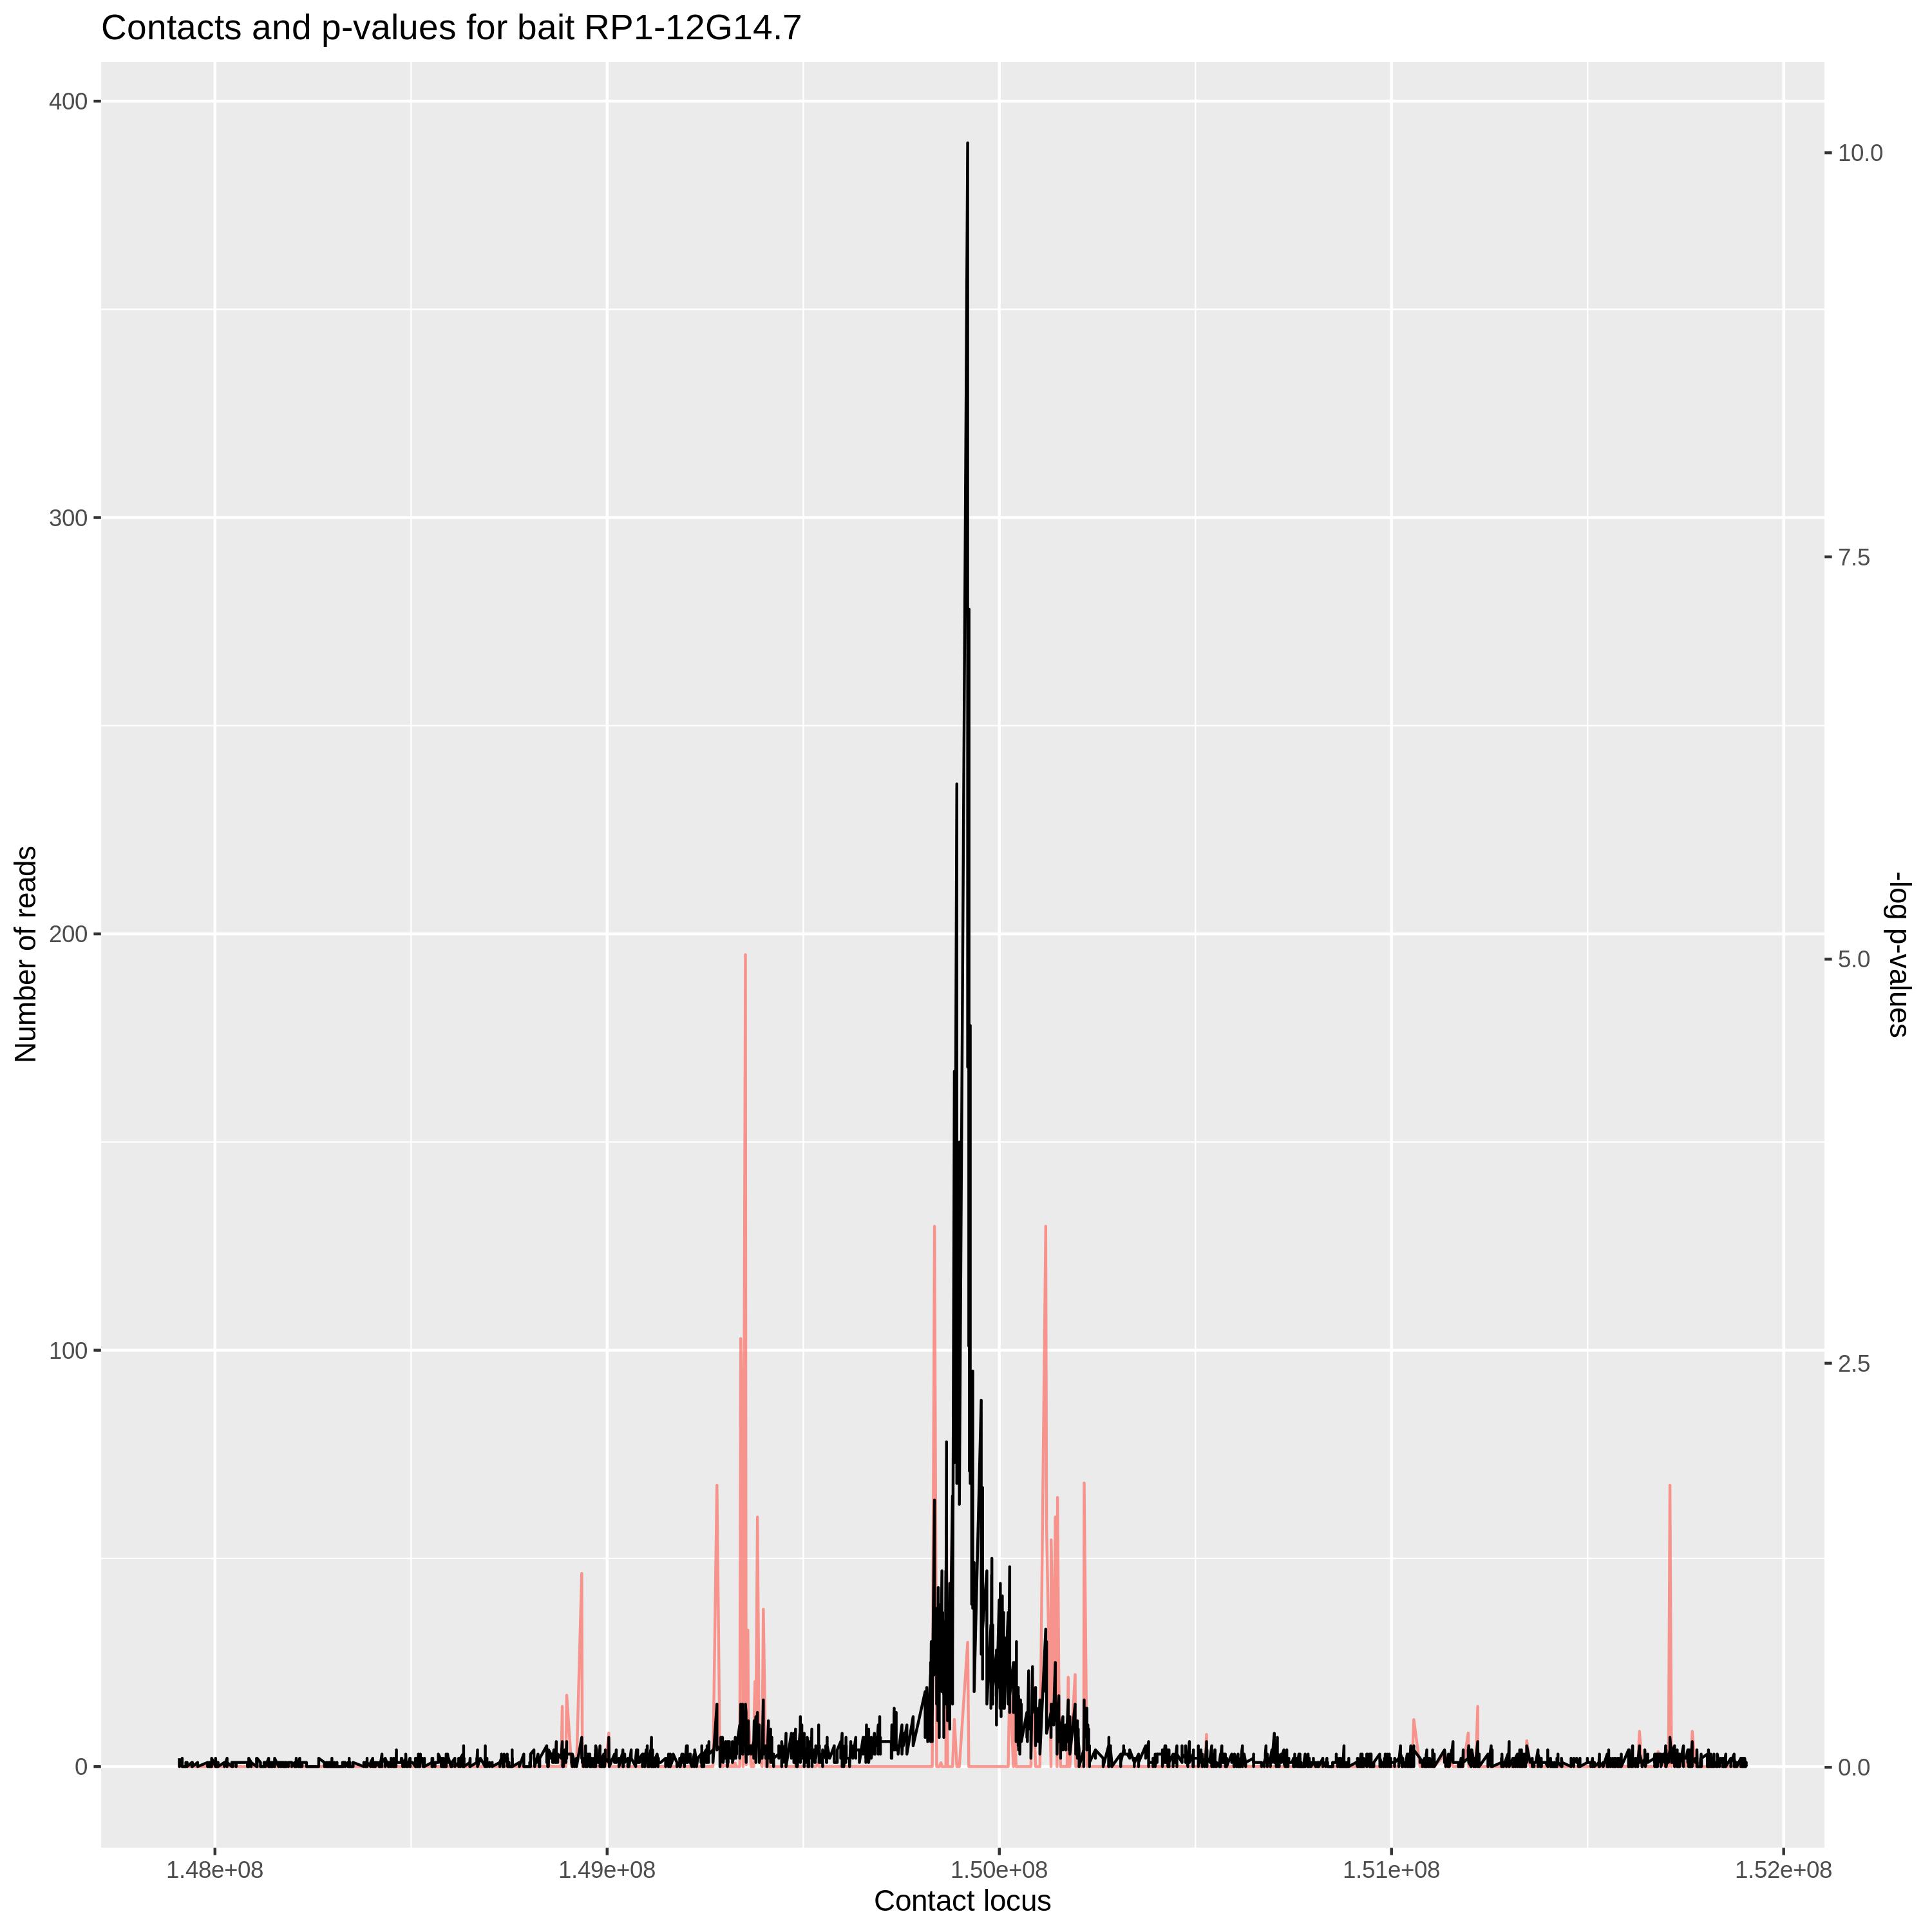 Contacts and p-values for bait RP1-12G14.7
400
300
200
100
0
Number of reads
10.0
7.5
5.0
2.5
0.0
-log p-values
1.48e+08 1.49e+08 1.50e+08 1.51e+08 1.52e+08
Contact locus